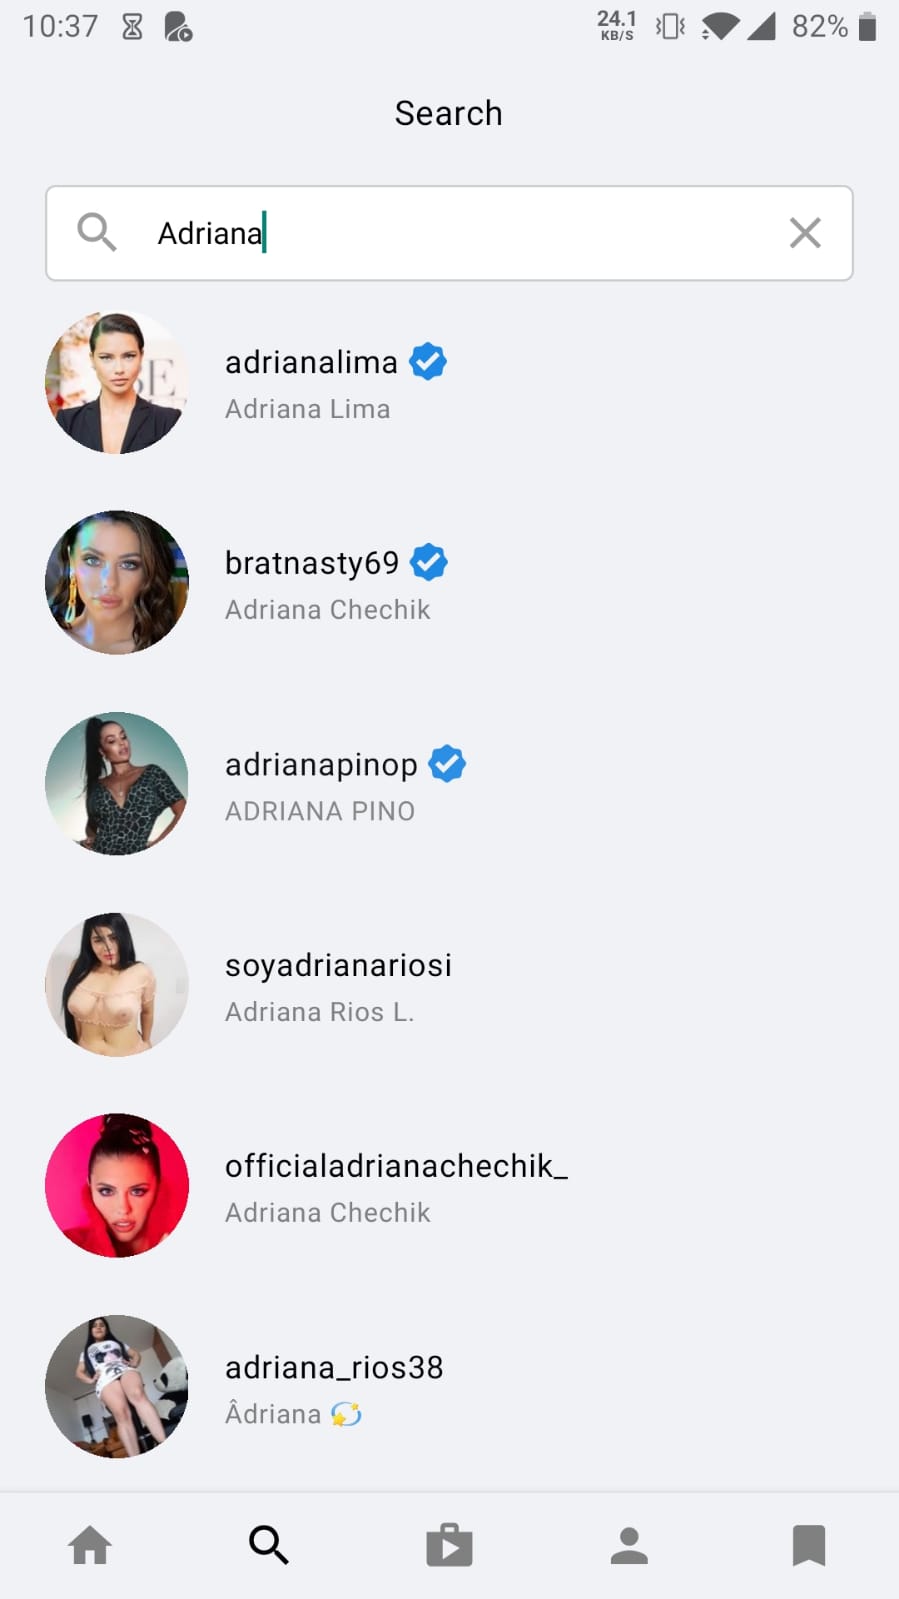 10:37
24.1
KB/S
82%
Search
Adriana
adrianalima
Adriana Lima
bratnasty69
Adriana Chechik
adrianapinop
ADRIANA PINO
soyadrianariosi
Adriana Rios L.
officialadrianachechik_
Adriana Chechik
adriana_rios38
Âdriana 💫